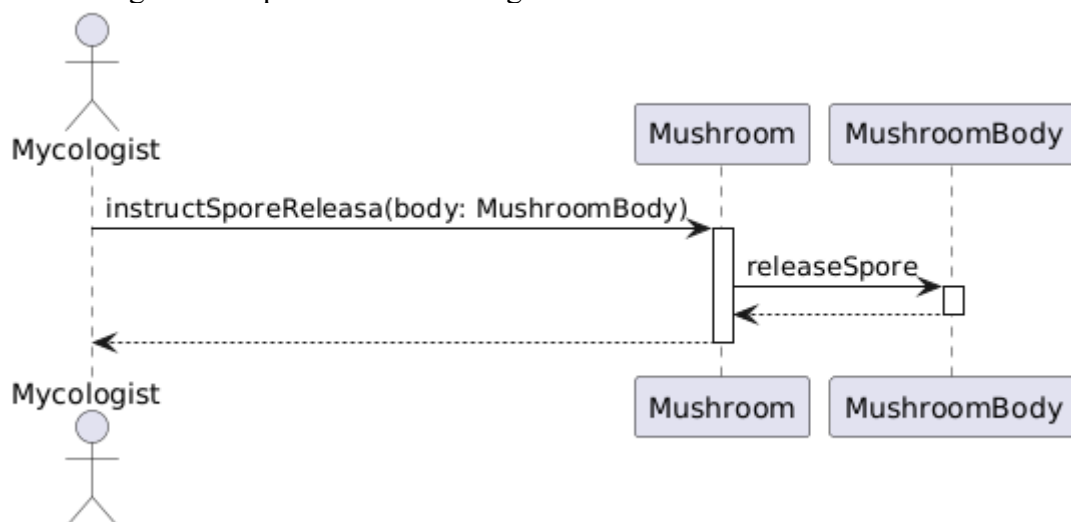 Mycologist
Mushroom
MushroomBody
instructSporeReleasa(body: MushroomBody)
releaseSpore
Mycologist
Mushroom
MushroomBody